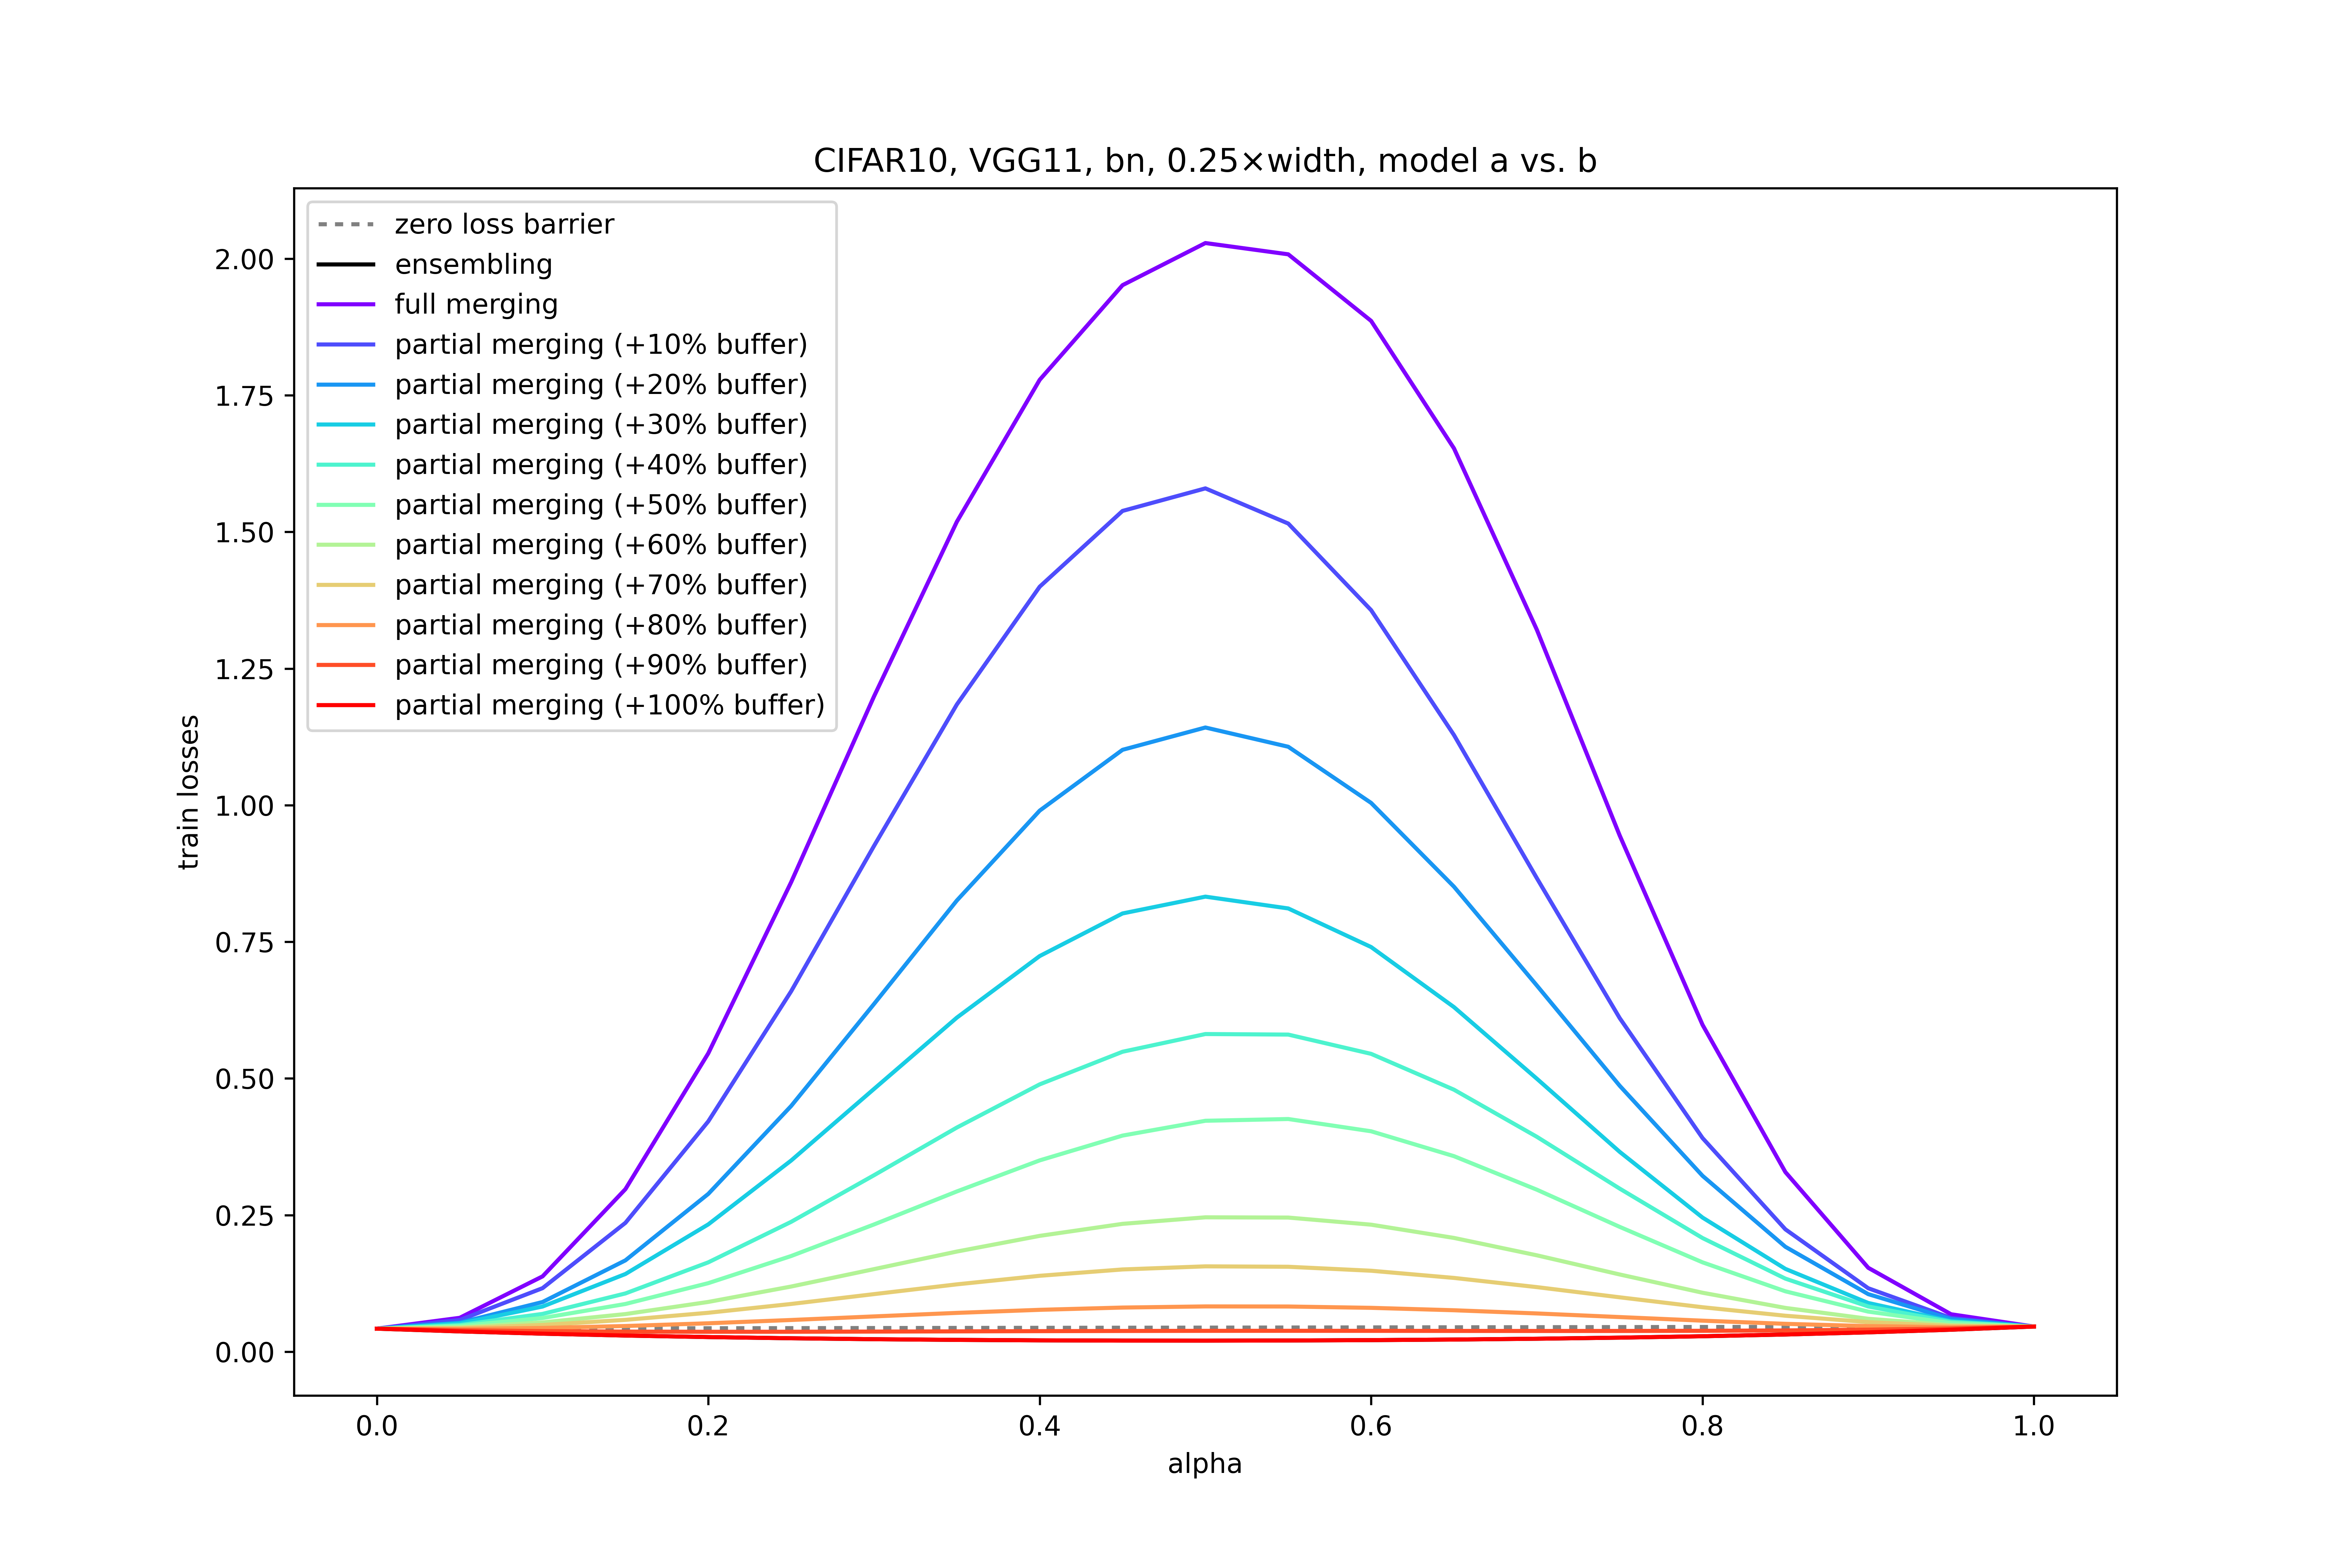 CIFAR10, VGG11, bn, 0.25×width, model a vs. b
zero loss barrier
ensembling
full merging
partial merging (+10% buffer)
partial merging (+20% buffer)
partial merging (+30% buffer)
partial merging (+40% buffer)
partial merging (+50% buffer)
partial merging (+60% buffer)
partial merging (+70% buffer)
partial merging (+80% buffer)
partial merging (+90% buffer)
partial merging (+100% buffer)
train losses
2.00
1.75
1.50
1.25
1.00
0.75
0.50
0.25
0.00
0.0 0.2 0.4 0.6 0.8 1.0
alpha